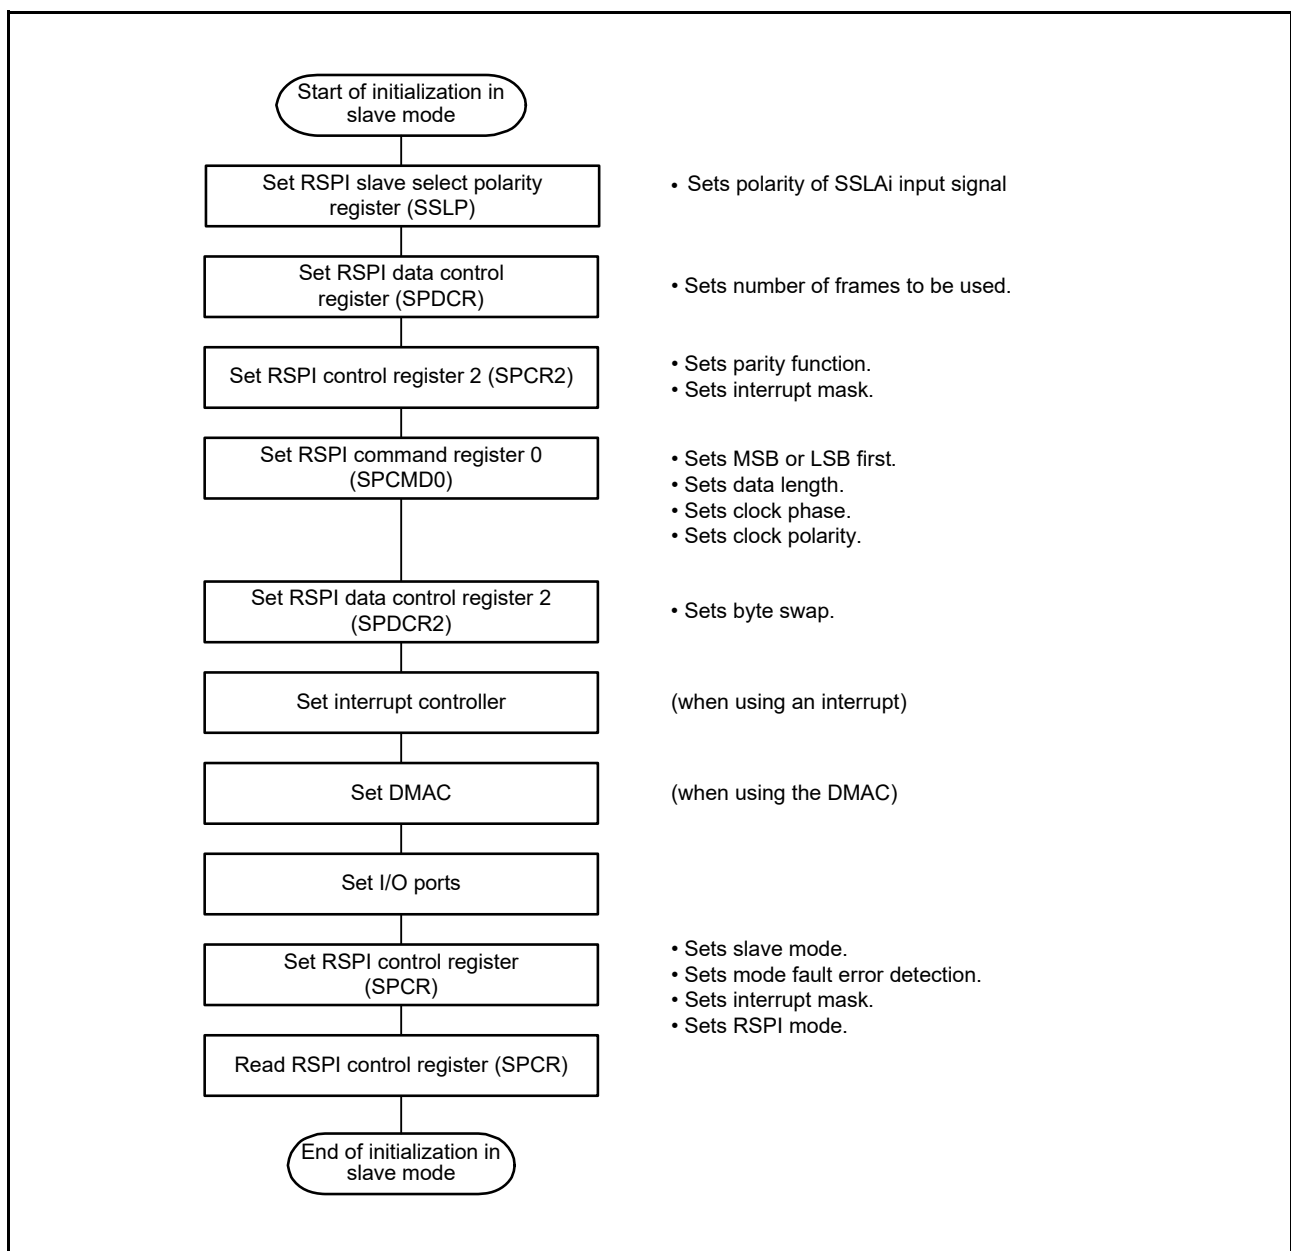 Start of initialization in
slave mode
Set RSPI slave select polarity
register (SSLP)
• Sets polarity of SSLAi input signal
Set RSPI data control
register (SPDCR)
• Sets number of frames to be used.
Set RSPI control register 2 (SPCR2)
• Sets parity function.
• Sets interrupt mask.
Set RSPI command register 0
(SPCMD0)
• Sets MSB or LSB first.
• Sets data length.
• Sets clock phase.
• Sets clock polarity.
Set RSPI data control register 2
(SPDCR2)
• Sets byte swap.
Set interrupt controller
(when using an interrupt)
Set DMAC
(when using the DMAC)
Set I/O ports
Set RSPI control register
(SPCR)
• Sets slave mode.
• Sets mode fault error detection.
• Sets interrupt mask.
• Sets RSPI mode.
Read RSPI control register (SPCR)
End of initialization in
slave mode